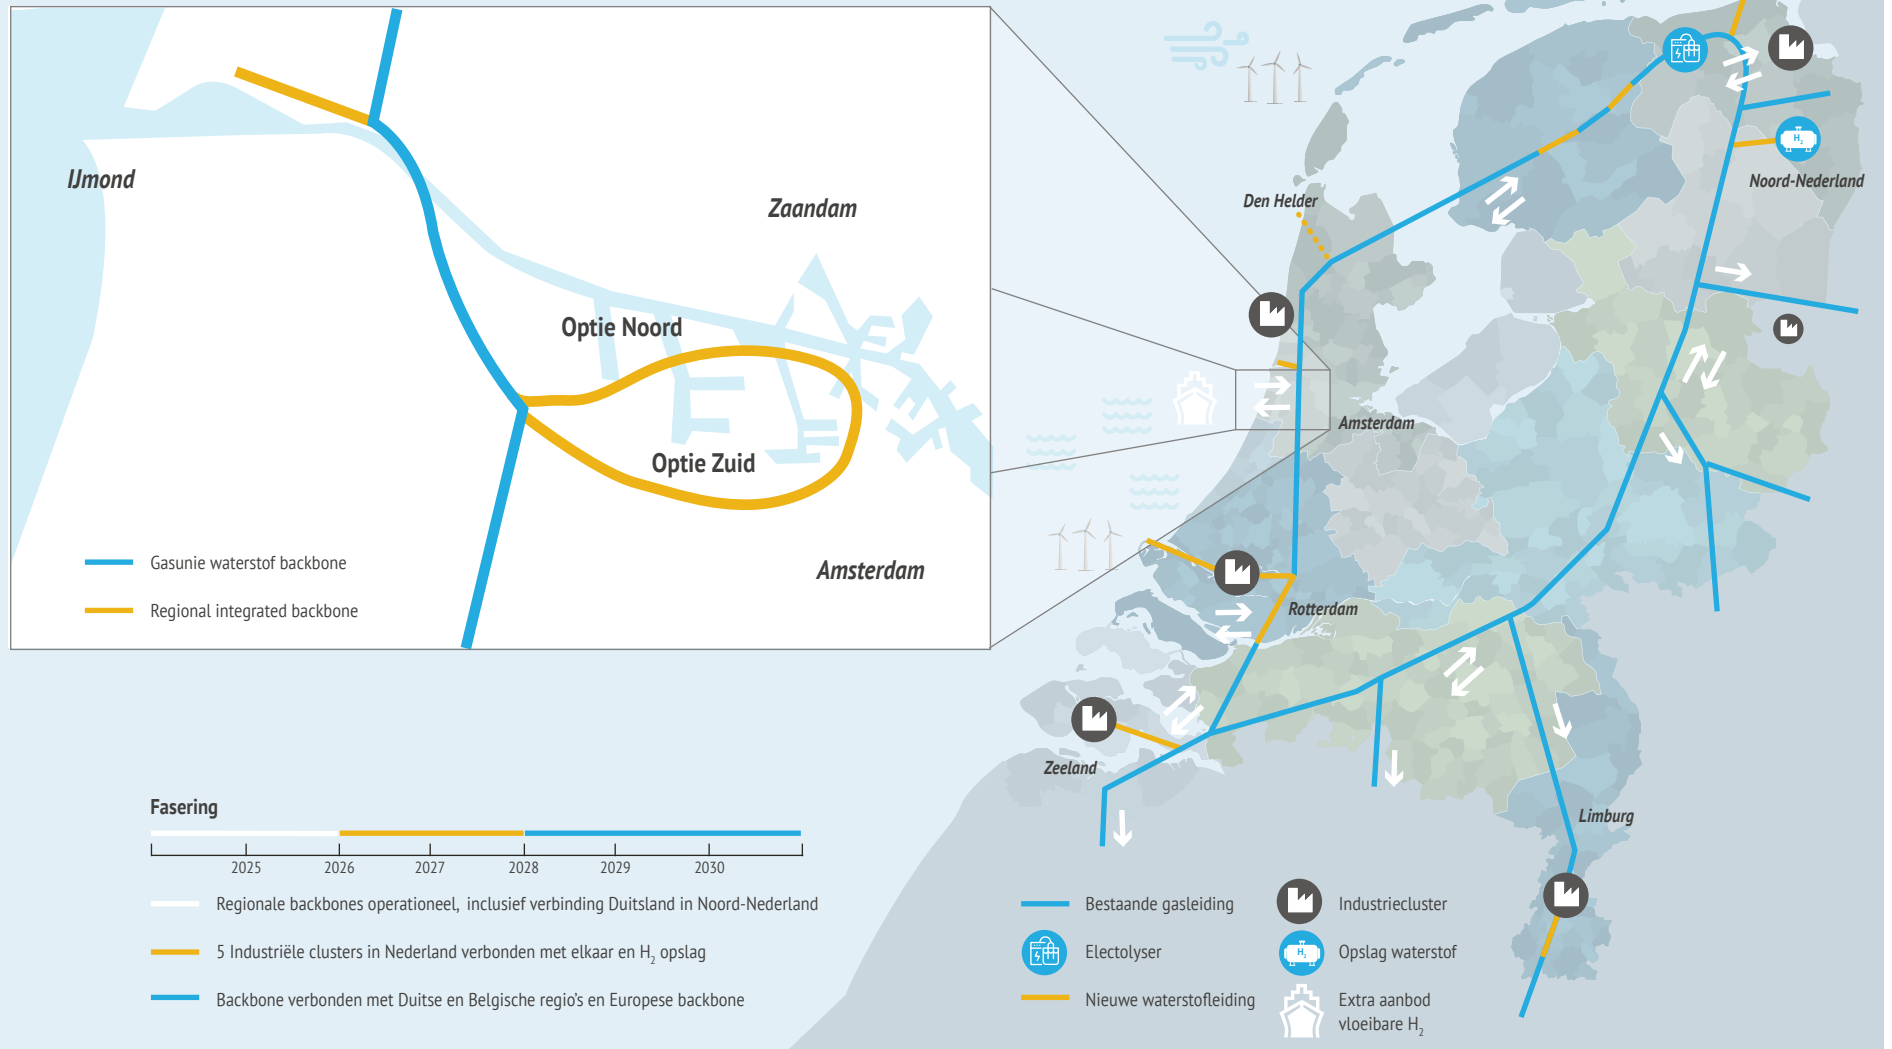 IJmond
Zaandam
Optie Noord
Optie Zuid
Amsterdam
Gasunie waterstof backbone
Regional integrated backbone
Den Helder
Noord-Nederland
H2
Amsterdam
Rotterdam
Zeeland
Limburg
Fasering
2025 2026 2027 2028 2029 2030
Regionale backbones operationeel, inclusief verbinding Duitsland in Noord-Nederland
5 Industriële clusters in Nederland verbonden met elkaar en H2 opslag
Backbone verbonden met Duitse en Belgische regio's en Europese backbone
Bestaande gasleiding
Electolyser
Nieuwe waterstofleiding
Industriecluster
H2
Opslag waterstof
Extra aanbod
vloeibare H2